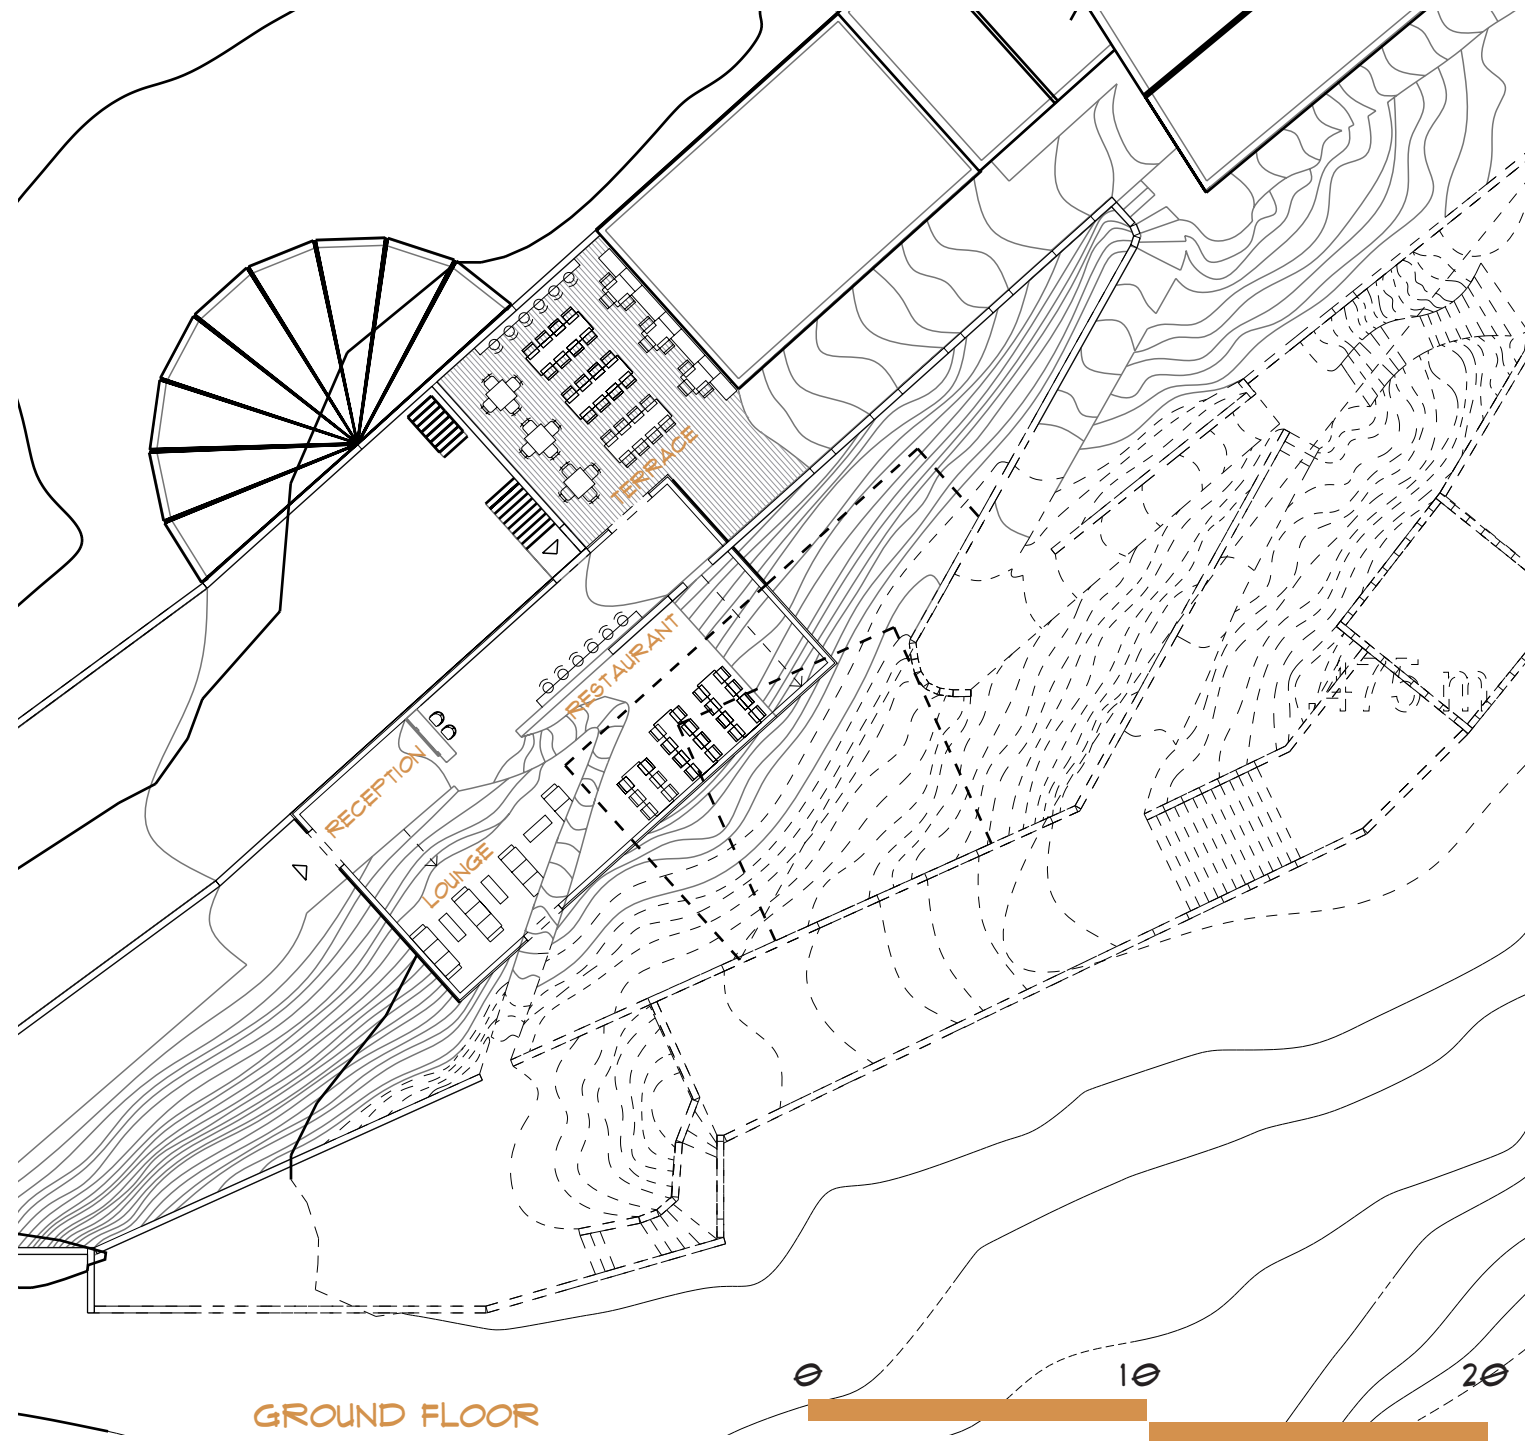 TERRACE
RESTAURANT
RECEPTION
LOUNGE
0 10 20
GROUND FLOOR